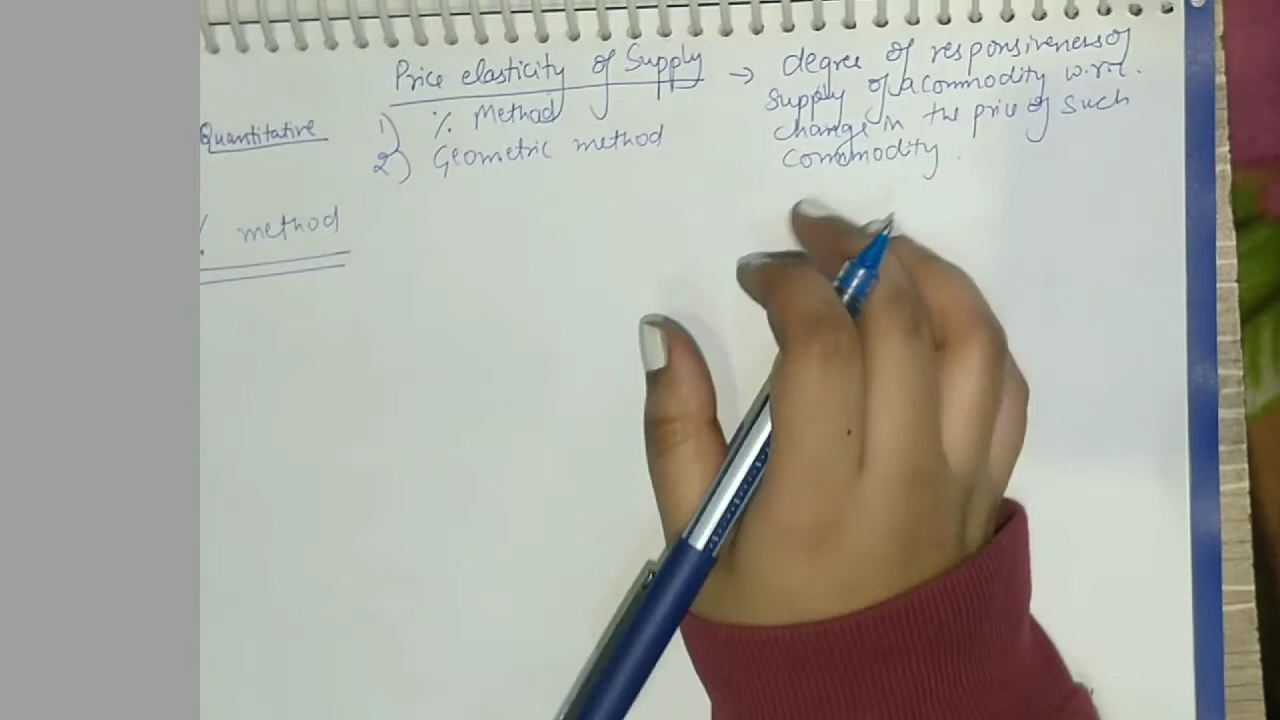 Price elasticity of Supply → degree of responsiveness of
supply of a commodity w.r.t.
change in the price of such
commodity.
Quantitative
1) % Method
2) Geometric method
% method